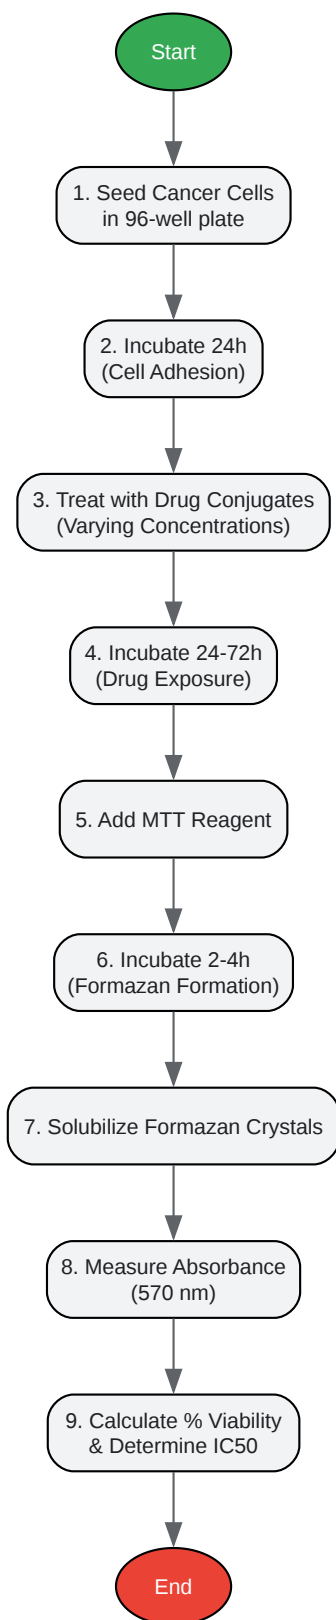 Start
1. Seed Cancer Cells
in 96-well plate
2. Incubate 24h
(Cell Adhesion)
3. Treat with Drug Conjugates
(Varying Concentrations)
4. Incubate 24-72h
(Drug Exposure)
5. Add MTT Reagent
6. Incubate 2-4h
(Formazan Formation)
7. Solubilize Formazan Crystals
8. Measure Absorbance
(570 nm)
9. Calculate % Viability
& Determine IC50
End